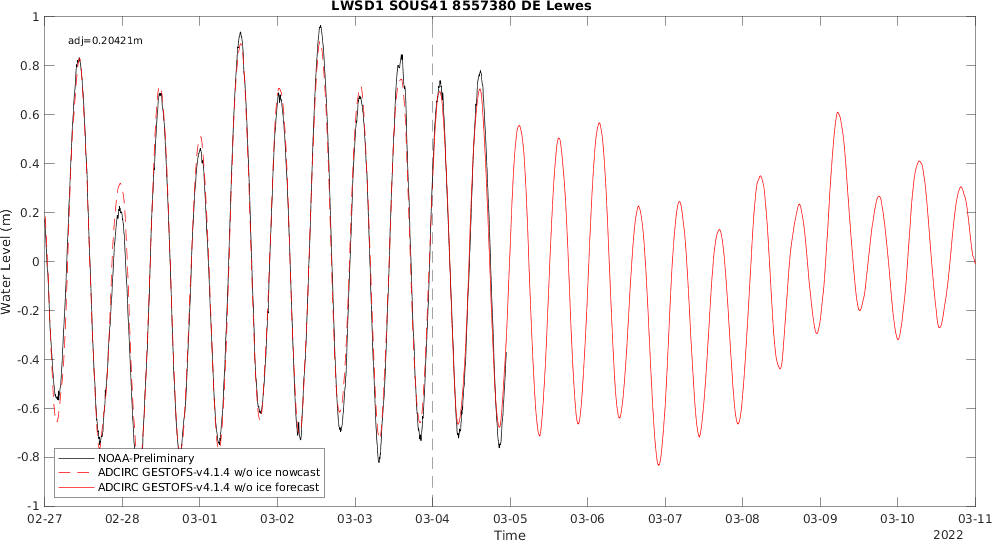 LWSD1 SOUS41 8557380 DE Lewes
adj=0.20421m
1
0.8
0.6
0.4
0.2
0
-0.2
-0.4
-0.6
-0.8
-1
Water Level (m)
NOAA-Preliminary
ADCIRC GESTOFS-v4.1.4 w/o ice nowcast
ADCIRC GESTOFS-v4.1.4 w/o ice forecast
02-27 02-28 03-01 03-02 03-03 03-04 03-05 03-06 03-07 03-08 03-09 03-10 03-11
Time
2022